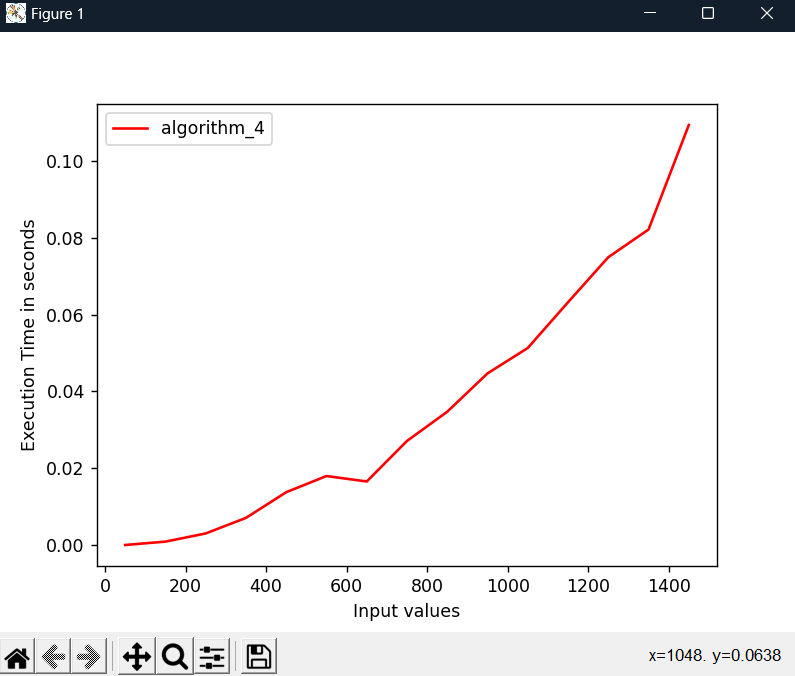 Figure 1
algorithm_4
0.10
0.08
0.06
0.04
0.02
0.00
Execution Time in seconds
0 200 400 600 800 1000 1200 1400
Input values
x=1048. y=0.0638